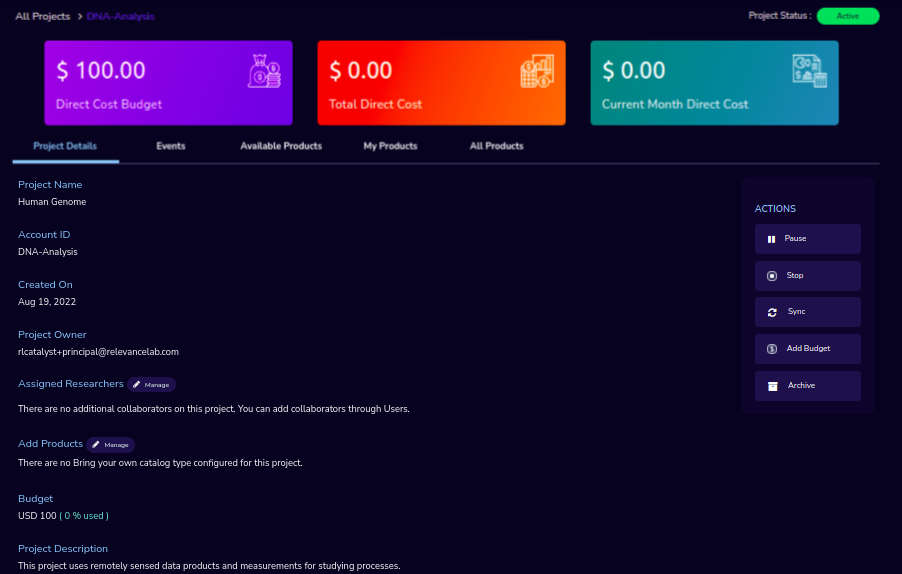 All Projects > DNA-Analysis
Project Status : Active
$ 100.00
Direct Cost Budget
$ 0.00
Total Direct Cost
$ 0.00
Current Month Direct Cost
Project Details Events Available Products My Products All Products
Project Name
Human Genome
Account ID
DNA-Analysis
Created On
Aug 19, 2022
Project Owner
rlcatalyst+principal@relevancelab.com
Assigned Researchers Manage
There are no additional collaborators on this project. You can add collaborators through Users.
Add Products Manage
There are no Bring your own catalog type configured for this project.
Budget
USD 100 ( 0 % used )
Project Description
This project uses remotely sensed data products and measurements for studying processes.
ACTIONS
Pause
Stop
Sync
Add Budget
Archive